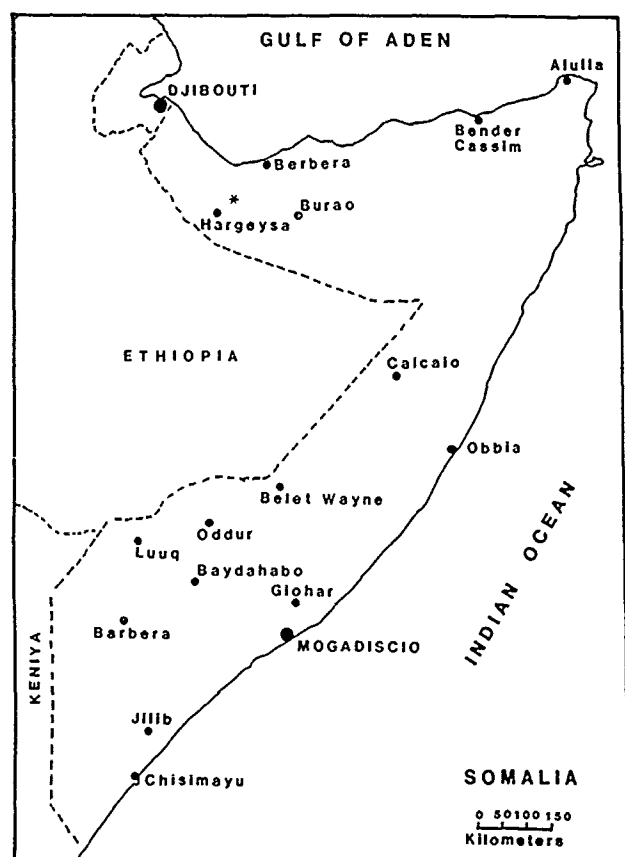 GULF OF ADEN
Alulla
DJIBOUTI
Bender
Cassim
Berbera
*
Burao
Hargeysa
ETHIOPIA
Calcaio
Obbia
Belet Wayne
Oddur
Luuq
Baydahabo
Giohar
INDIAN OCEAN
Barbera
MOGADISCIO
KENIYA
Jilib
Chisimayu
SOMALIA
0 50 100 150
Kilometers